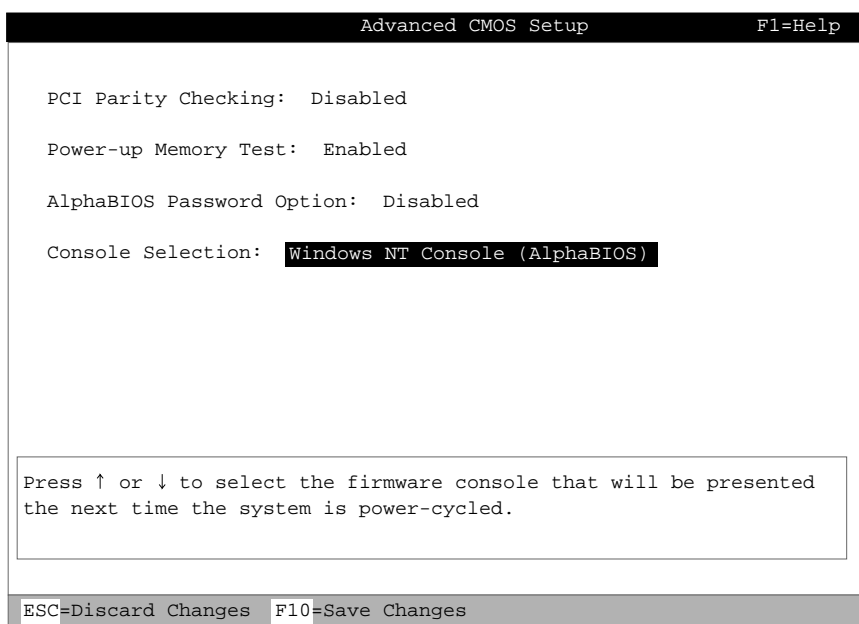 Advanced CMOS Setup F1=Help
PCI Parity Checking: Disabled
Power-up Memory Test: Enabled
AlphaBIOS Password Option: Disabled
Console Selection: Windows NT Console (AlphaBIOS)
Press ↑ or ↓ to select the firmware console that will be presented
the next time the system is power-cycled.
ESC=Discard Changes F10=Save Changes